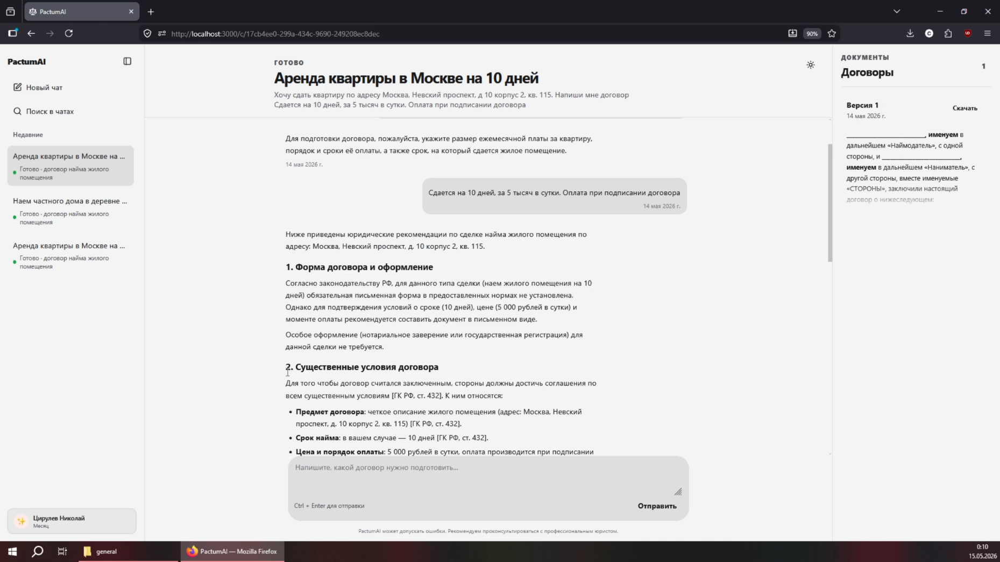 PactumAI
http://localhost:3000/c/17cb4ee0-299a-434c-9690-249208ec8dec
90%
C
UD
PactumAI
Новый чат
Поиск в чатах
Недавние
Аренда квартиры в Москве на ...
Готово · договор найма жилого
помещения
Наем частного дома в деревне ...
Готово · договор найма жилого
помещения
Аренда квартиры в Москве на ...
Готово · договор найма жилого
помещения
Цирулев Николай
Месяц
ГОТОВО
Аренда квартиры в Москве на 10 дней
Хочу сдать квартиру по адресу Москва, Невский проспект, д 10 корпус 2, кв. 115. Напиши мне договор
Сдается на 10 дней, за 5 тысяч в сутки. Оплата при подписании договора
Для подготовки договора, пожалуйста, укажите размер ежемесячной платы за квартиру,
порядок и сроки её оплаты, а также срок, на который сдается жилое помещение.
14 мая 2026 г.
Сдается на 10 дней, за 5 тысяч в сутки. Оплата при подписании договора
14 мая 2026 г.
Ниже приведены юридические рекомендации по сделке найма жилого помещения по
адресу: Москва, Невский проспект, д. 10 корпус 2, кв. 115.
1. Форма договора и оформление
Согласно законодательству РФ, для данного типа сделки (наем жилого помещения на 10
дней) обязательная письменная форма в предоставленных нормах не установлена.
Однако для подтверждения условий о сроке (10 дней), цене (5 000 рублей в сутки) и
моменте оплаты рекомендуется составить документ в письменном виде.
Особое оформление (нотариальное заверение или государственная регистрация) для
данной сделки не требуется.
2. Существенные условия договора
Для того чтобы договор считался заключенным, стороны должны достичь соглашения по
всем существенным условиям [ГК РФ, ст. 432]. К ним относятся:
• Предмет договора: четкое описание жилого помещения (адрес: Москва, Невский
проспект, д. 10 корпус 2, кв. 115) [ГК РФ, ст. 432].
• Срок найма: в вашем случае — 10 дней [ГК РФ, ст. 432].
• Цена и порядок оплаты: 5 000 рублей в сутки, оплата производится при подписании
Напишите, какой договор нужно подготовить...
Ctrl + Enter для отправки
Отправить
PactumAI может допускать ошибки. Рекомендуем проконсультироваться с профессиональным юристом.
ДОКУМЕНТЫ
Договоры
1
Версия 1
14 мая 2026 г.
Скачать
_________________________, именуем в
дальнейшем «Наймодатель», с одной
стороны, и _________________________,
именуем в дальнейшем «Наниматель», с
другой стороны, вместе именуемые
«СТОРОНЫ», заключили настоящий
договор о нижеследующем:
general
PactumAI — Mozilla Firefox
0:10
15.05.2026